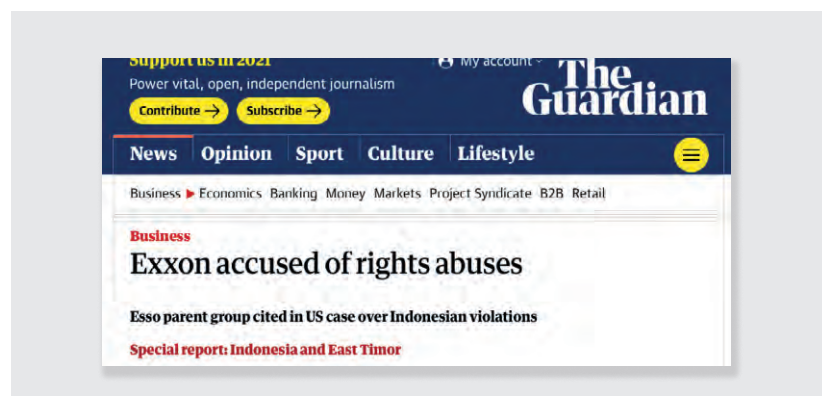 Support us in 2021
My account
Power vital, open, independent journalism
The Guardian
Contribute → Subscribe →
News Opinion Sport Culture Lifestyle
Business ▶ Economics Banking Money Markets Project Syndicate B2B Retail
Business
Exxon accused of rights abuses
Esso parent group cited in US case over Indonesian violations
Special report: Indonesia and East Timor